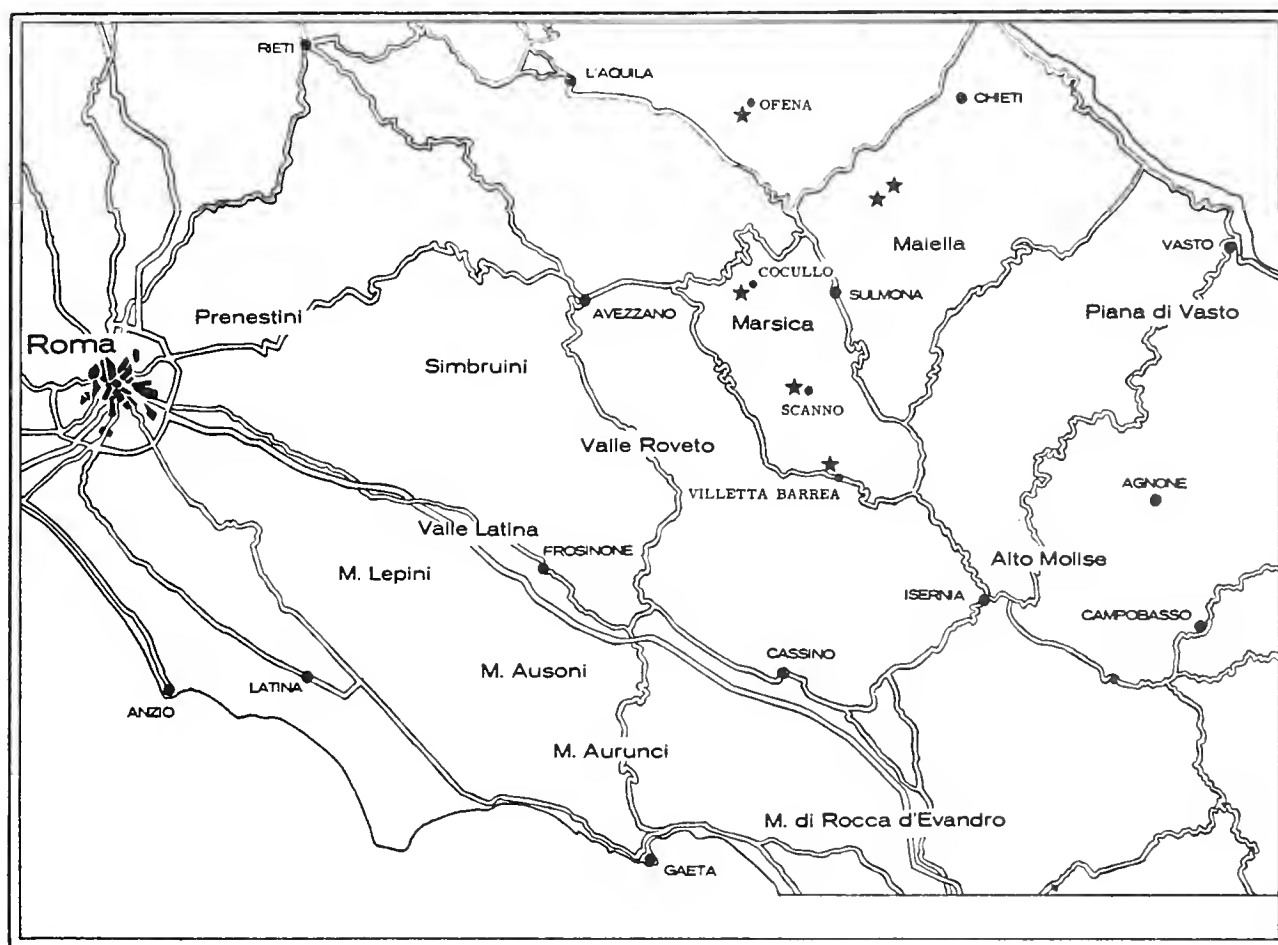 RIETI
L'AQUILA
OFENA
CHIETI
Maiella
VASTO
COCULLO
SULMONA
AVEZZANO
Prenestini
Marsica
Piana di Vasto
Roma
Simbruini
SCANNO
Valle Roveto
VILLETTA BARREA
AGNONE
Valle Latina
FROSINONE
Alto Molise
M. Lepini
ISERNIA
CAMPOBASSO
CASSINO
M. Ausoni
LATINA
ANZIO
M. Aurunci
M. di Rocca d'Evandro
GAETA